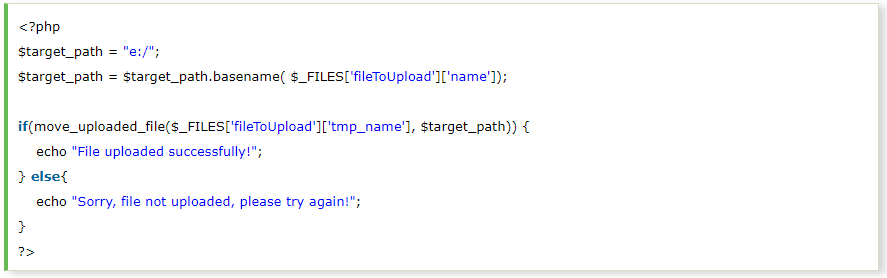 <?php
$target_path = "e:/";
$target_path = $target_path.basename( $_FILES['fileToUpload']['name']);
if(move_uploaded_file($_FILES['fileToUpload']['tmp_name'], $target_path)) {
echo "File uploaded successfully!";
} else{
echo "Sorry, file not uploaded, please try again!";
}
?>